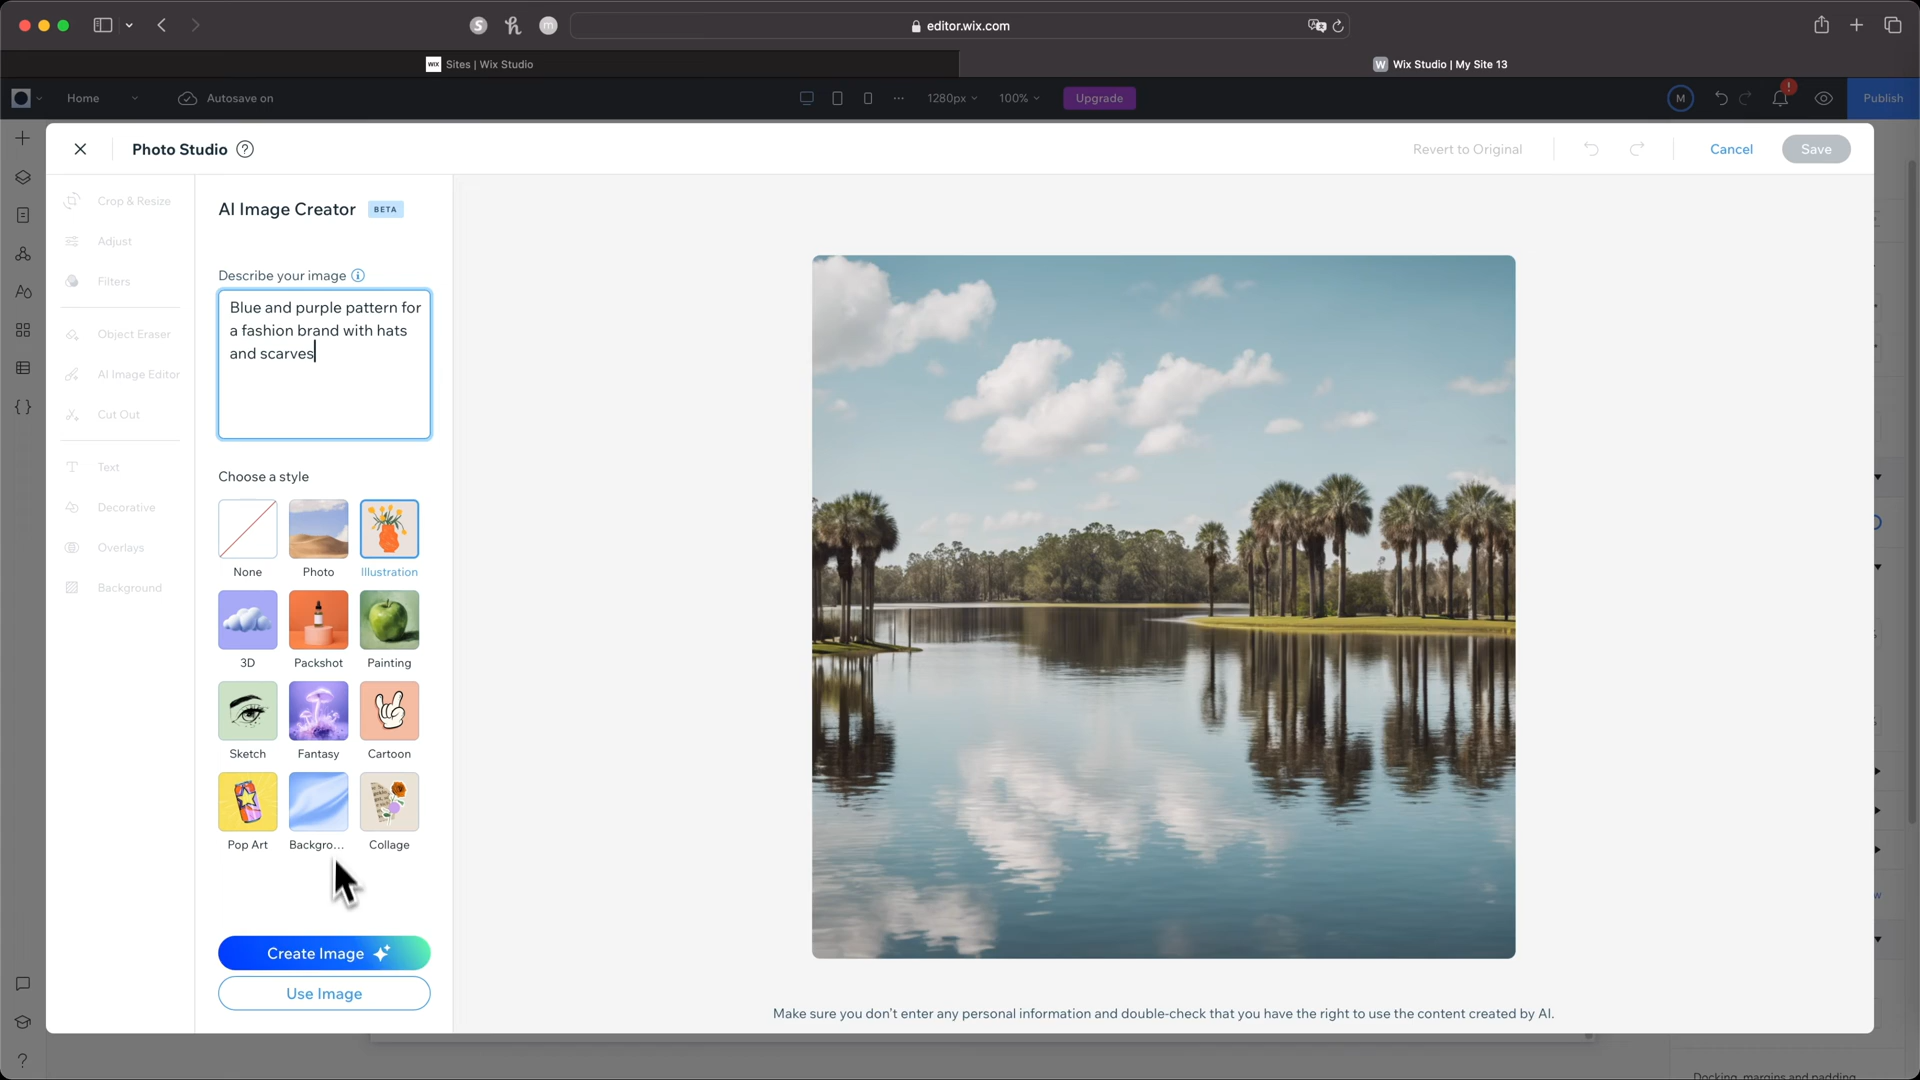 editor.wix.com
WIX Sites | Wix Studio
W Wix Studio | My Site 13
Home
Autosave on
1280px
100%
Upgrade
M
!
Publish
Photo Studio ?
Revert to Original
Cancel
Save
Crop & Resize
Adjust
Filters
Object Eraser
AI Image Editor
Cut Out
T Text
Decorative
Overlays
Background
AI Image Creator BETA
Describe your image
Blue and purple pattern for
a fashion brand with hats
and scarves
Choose a style
None
Photo
Illustration
3D
Packshot
Painting
Sketch
Fantasy
Cartoon
Pop Art
Backgro...
Collage
Create Image
Use Image
Make sure you don't enter any personal information and double-check that you have the right to use the content created by AI.
Docking, margins and padding